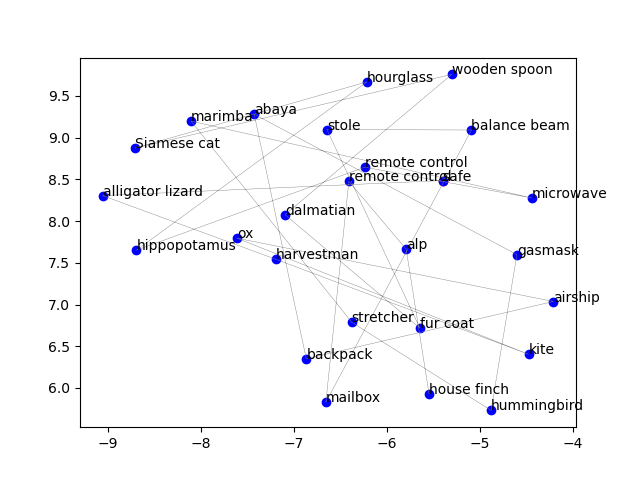 wooden spoon
hourglass
9.5
abaya
marimba
stole
balance beam
9.0
Siamese cat
remote control
8.5
remote control
safe
alligator lizard
microwave
dalmatian
8.0
ox
hippopotamus
alp
gasmask
harvestman
7.5
airship
7.0
stretcher
fur coat
6.5
backpack
kite
6.0
house finch
mailbox
hummingbird
−9
−8
−7
−6
−5
−4